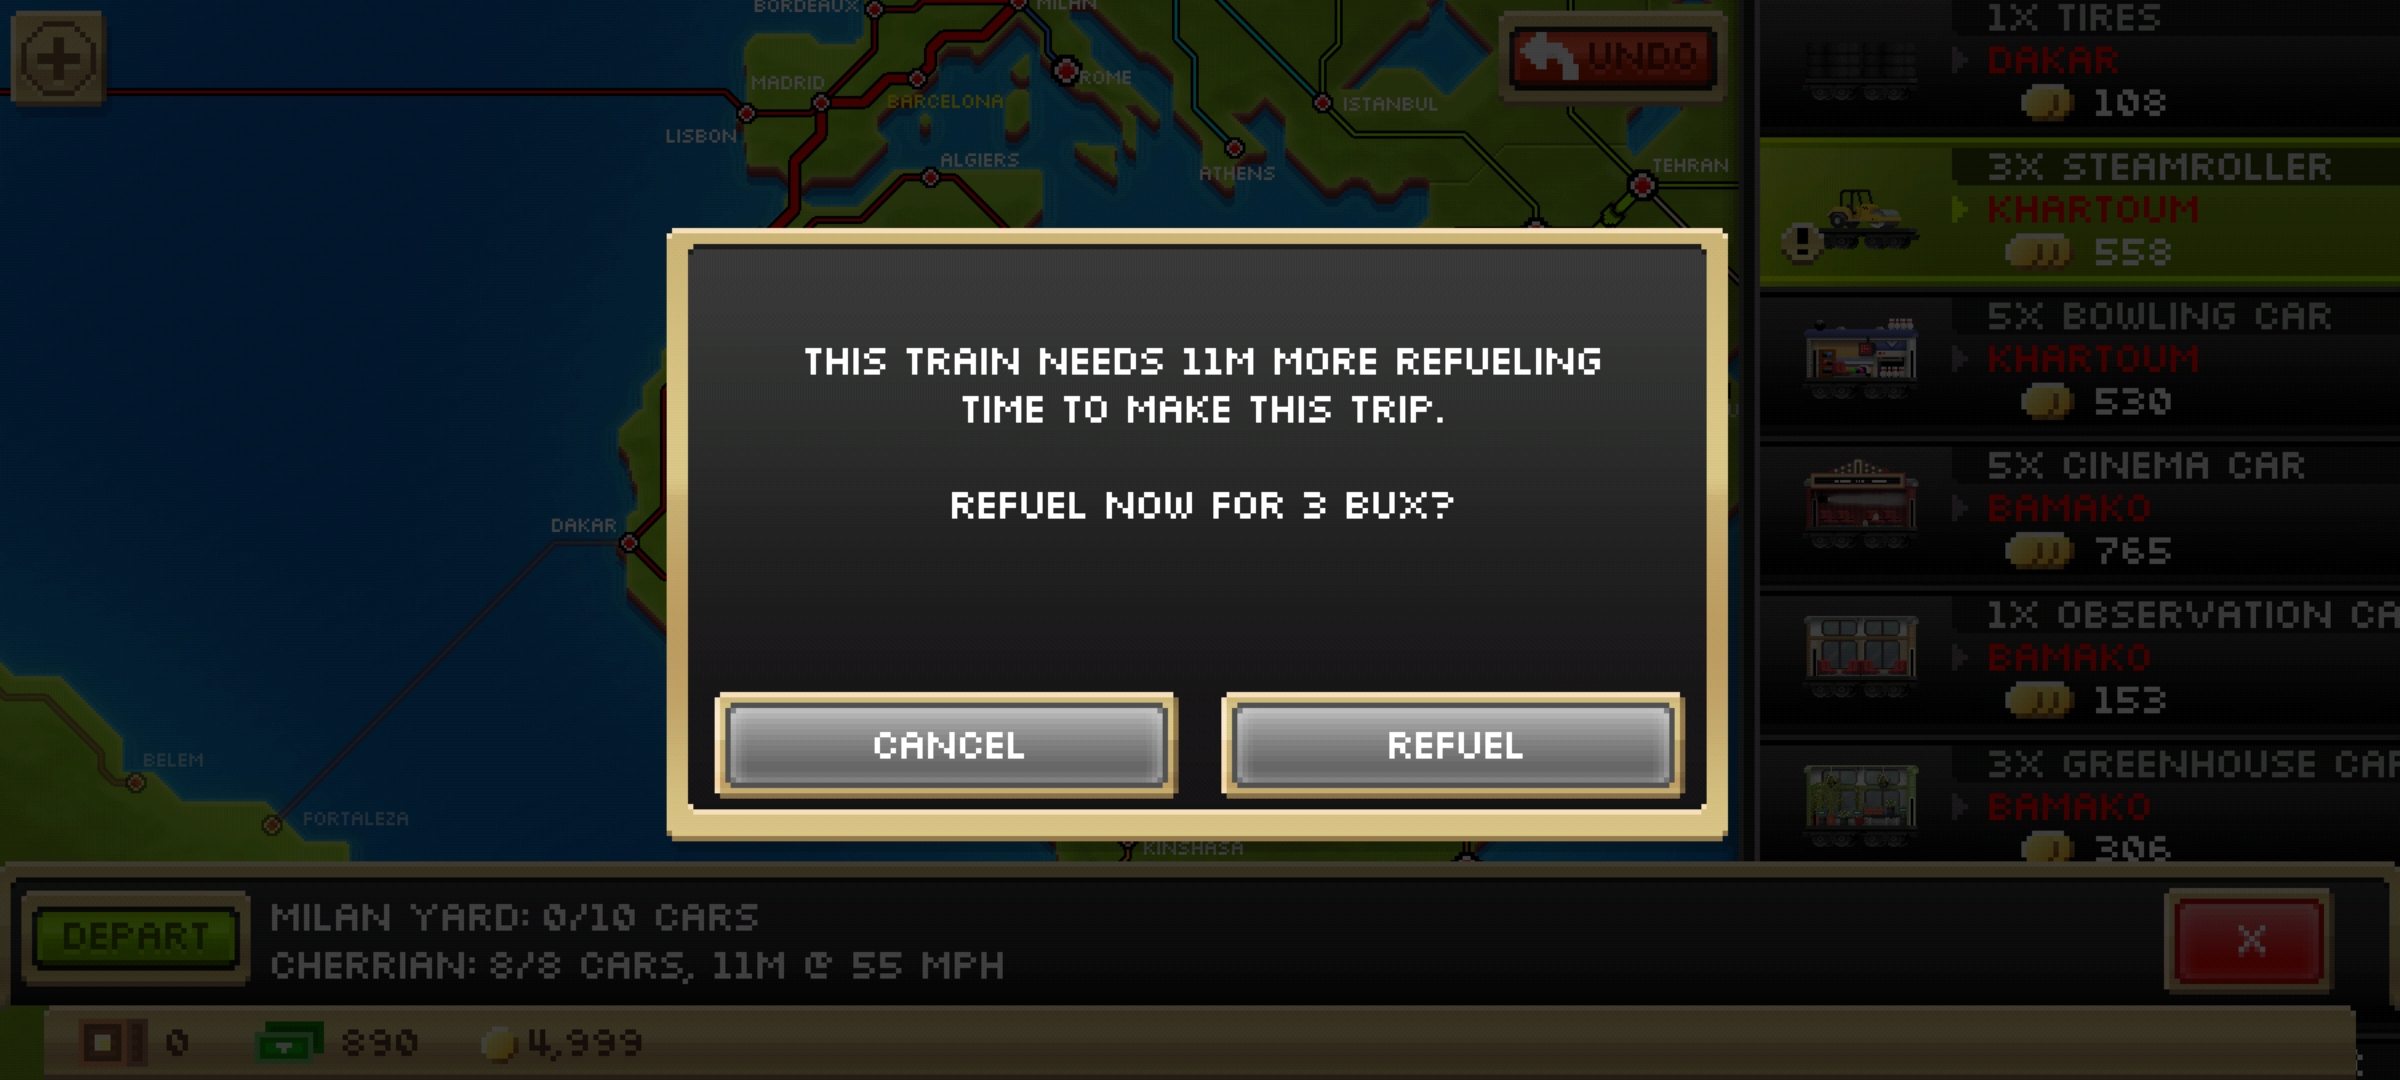 BORDEAUX
MILAN
MADRID
BARCELONA
ROME
LISBON
ALGIERS
ATHENS
ISTANBUL
TEHRAN
UNDO
1X TIRES
DAKAR
108
3X STEAMROLLER
KHARTOUM
558
5X BOWLING CAR
KHARTOUM
530
5X CINEMA CAR
BAMAKO
765
1X OBSERVATION CA
BAMAKO
153
3X GREENHOUSE CAR
BAMAKO
306
THIS TRAIN NEEDS 11M MORE REFUELING
TIME TO MAKE THIS TRIP.
REFUEL NOW FOR 3 BUX?
CANCEL
REFUEL
DAKAR
BELEM
FORTALEZA
KINSHASA
DEPART
MILAN YARD: 0/10 CARS
CHERRIAN: 8/8 CARS, 11M @ 55 MPH
X
0
890
4,999